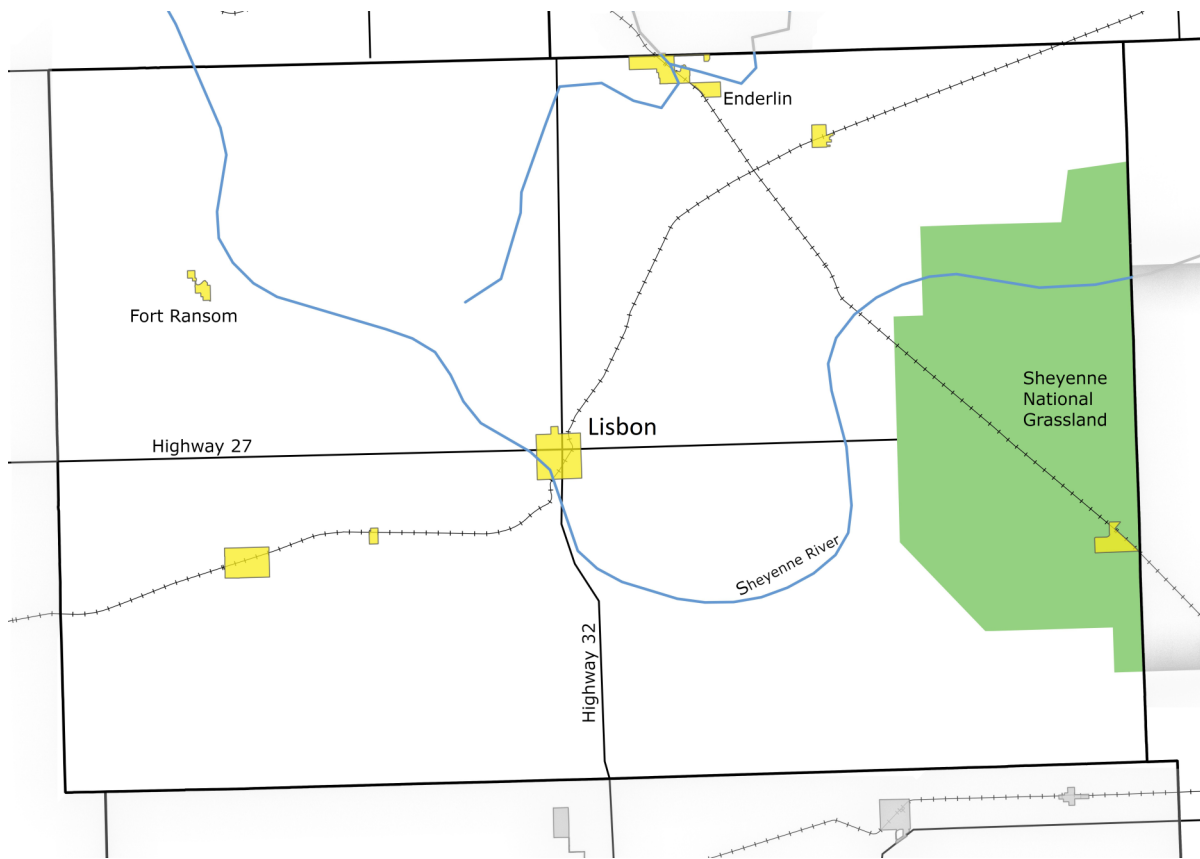 Enderlin
Fort Ransom
Sheyenne
National
Grassland
Lisbon
Highway 27
Sheyenne River
Highway 32